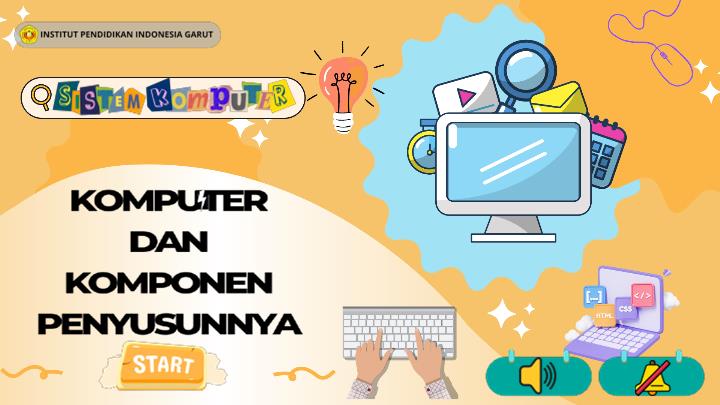 INSTITUT PENDIDIKAN INDONESIA GARUT
SISTEM KOMPUTER
KOMPUTER
DAN
KOMPONEN
PENYUSUNNYA
START
[...]
</>
HTML
CSS